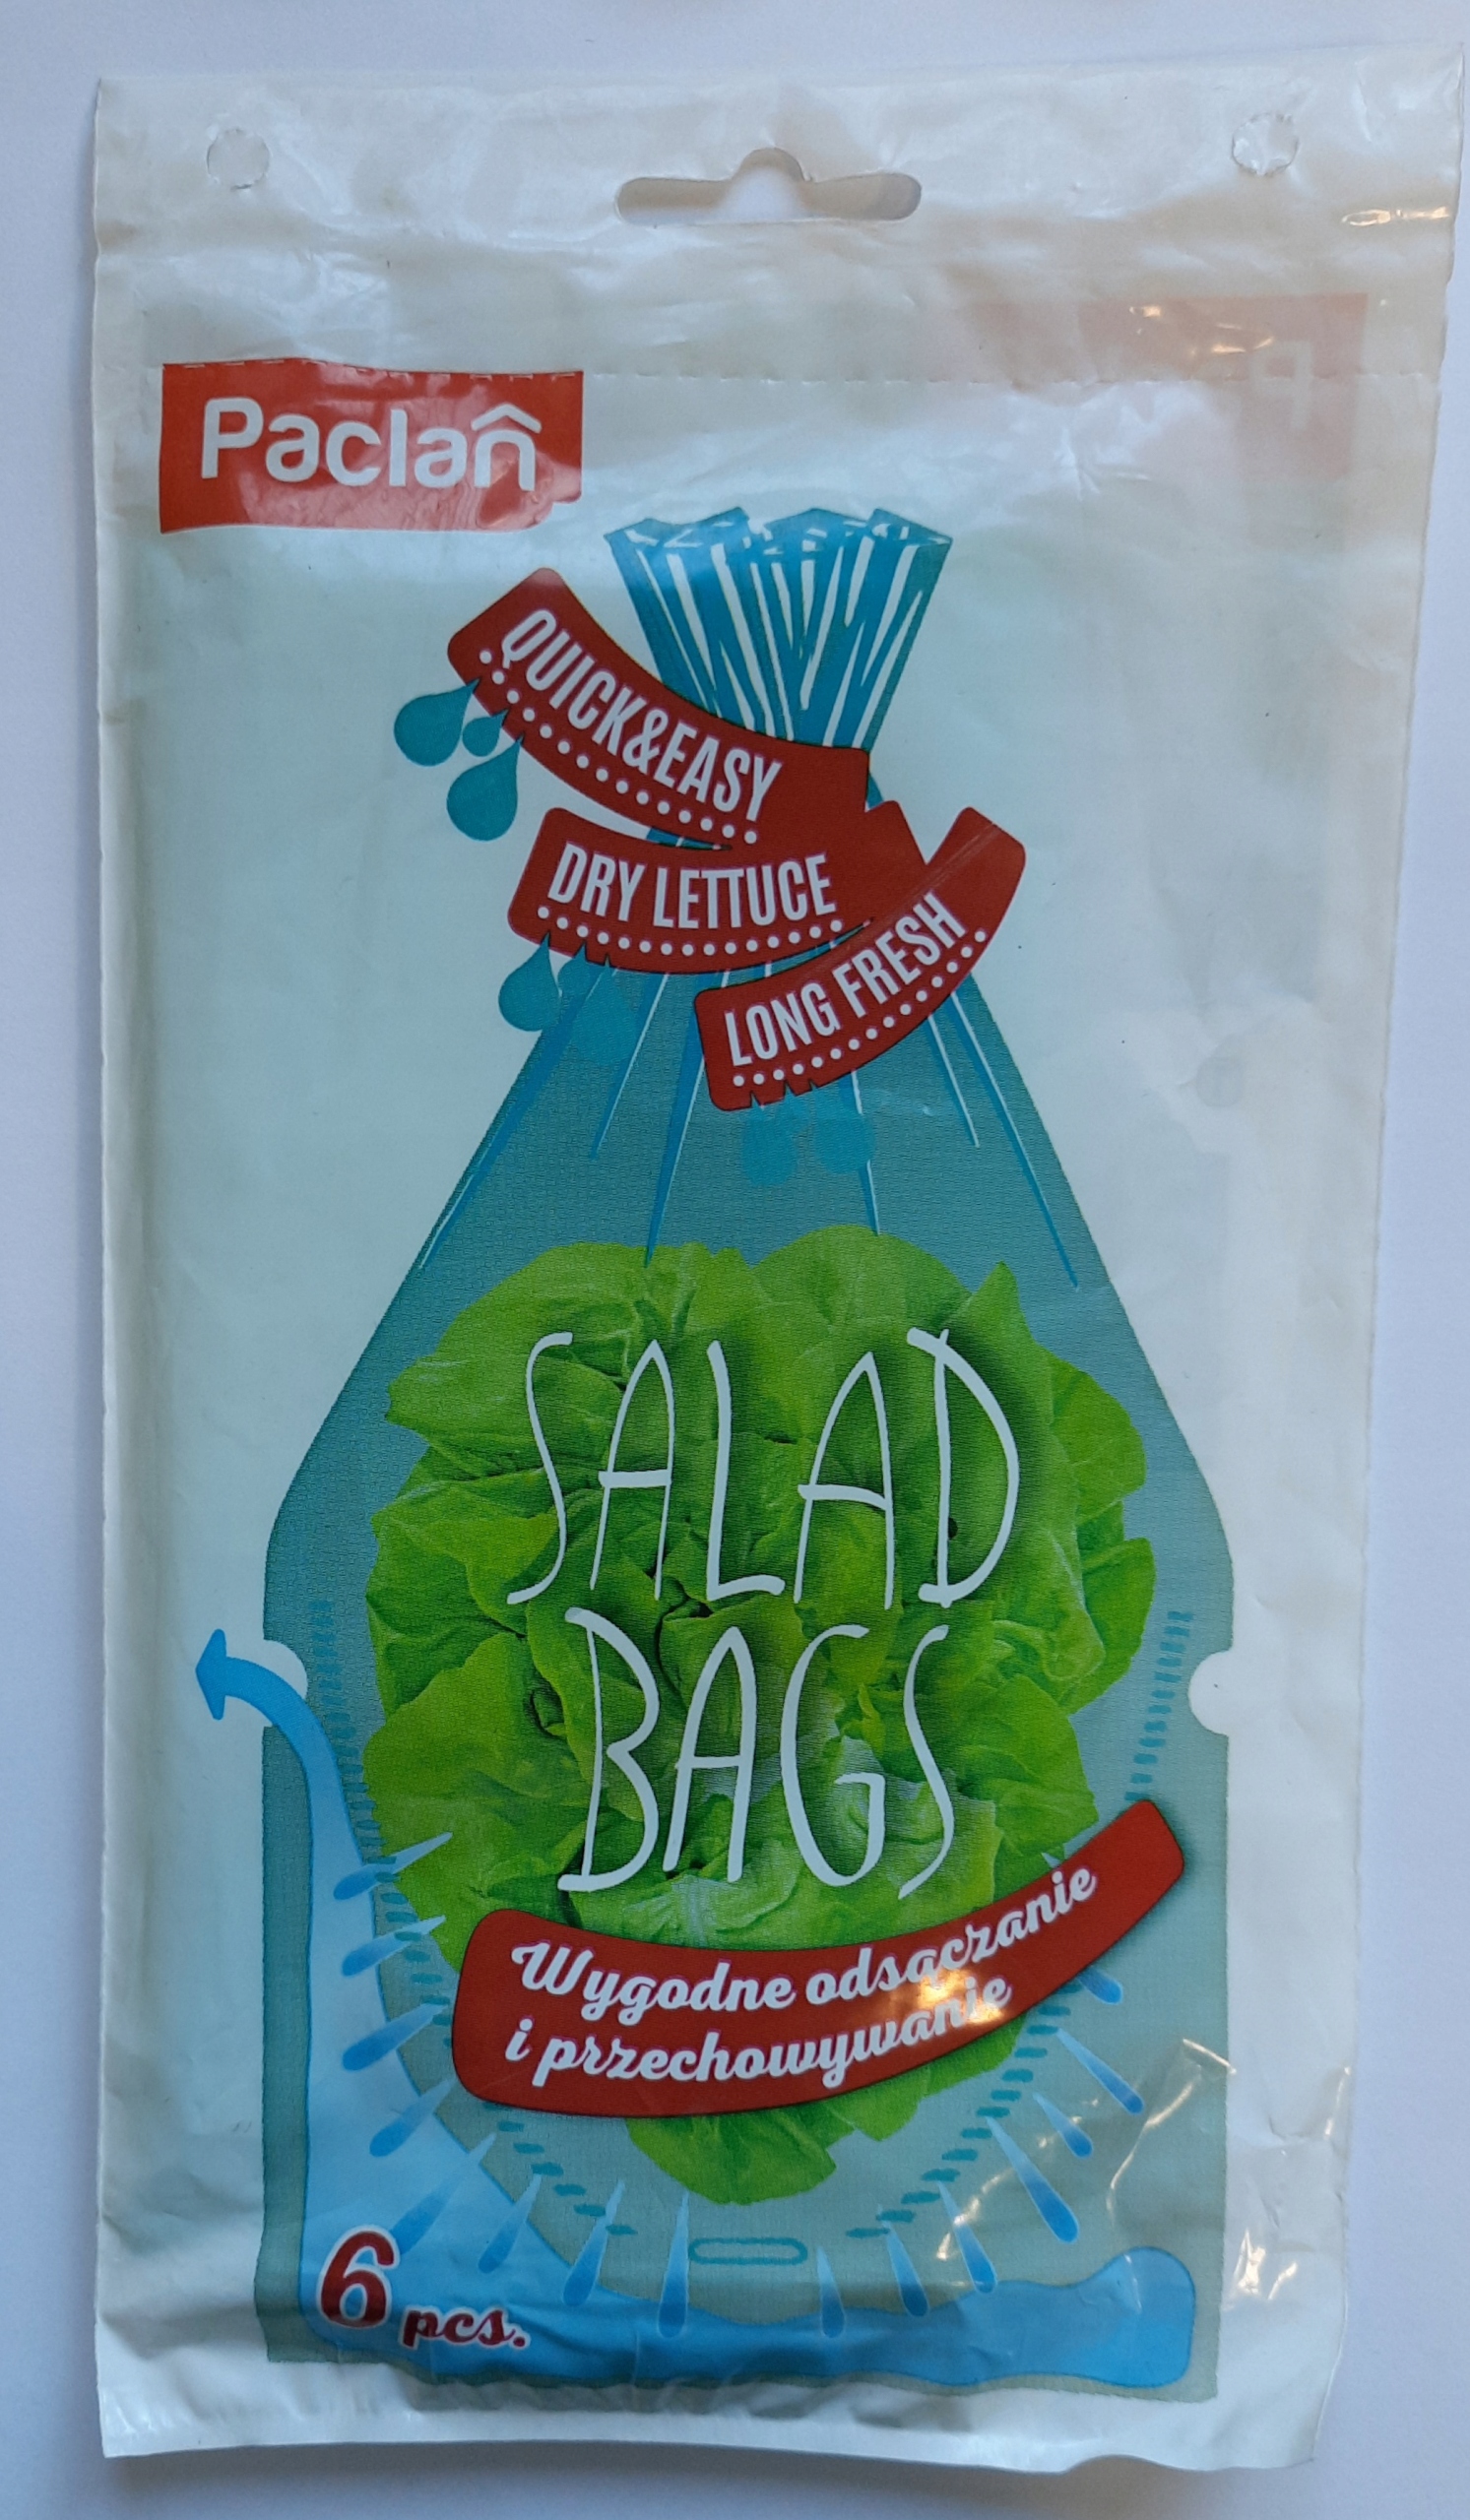 Paclan
QUICK&EASY
DRY LETTUCE
LONG FRESH
SALAD
BAGS
Wygodne odsączanie
i przechowywanie
6 pcs.